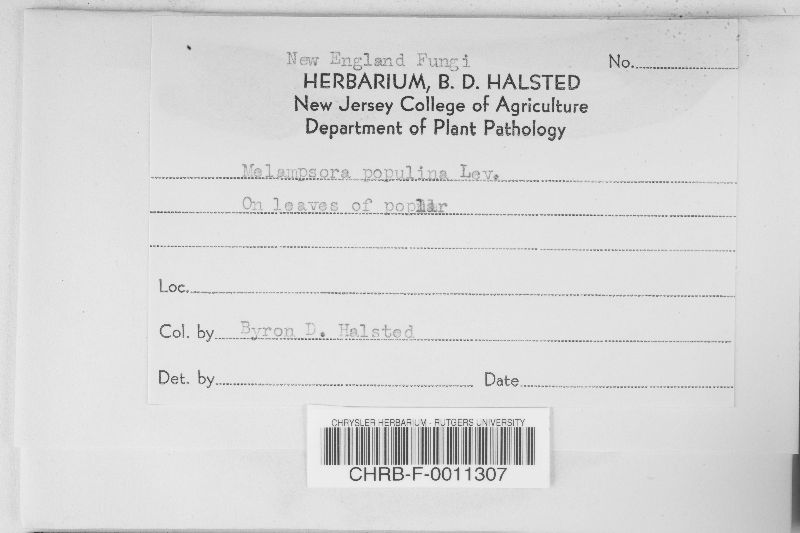 New England Fungi
No.
HERBARIUM, B. D. HALSTED
New Jersey College of Agriculture
Department of Plant Pathology
Melampsora populina Lev.
On leaves of poplar
Loc.
Col. by Byron D. Halsted
Det. by
Date
CHRYSLER HERBARIUM - RUTGERS UNIVERSITY
CHRB-F-0011307